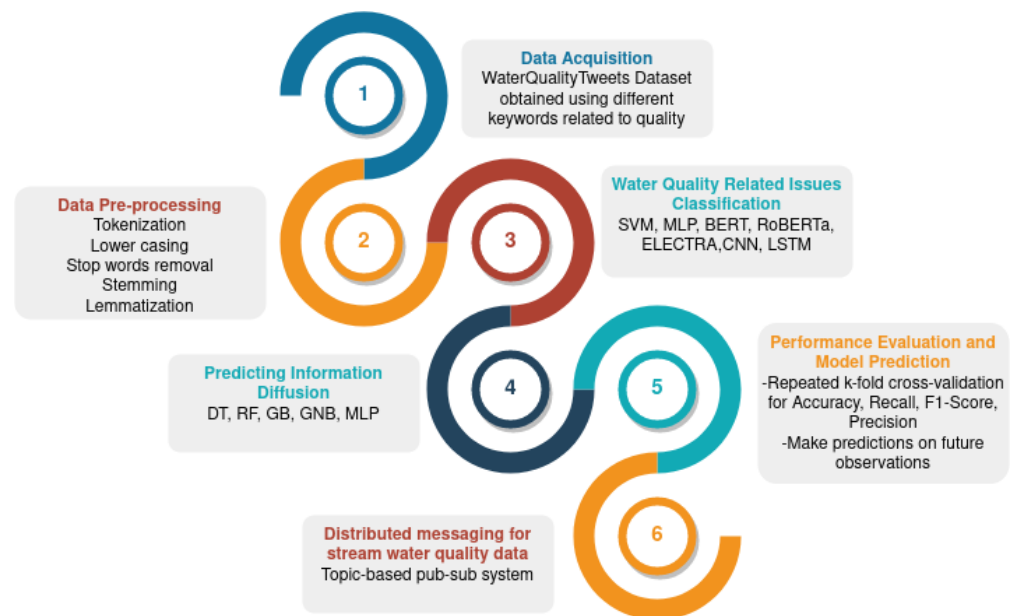 1
Data Acquisition
WaterQualityTweets Dataset
obtained using different
keywords related to quality
Data Pre-processing
Tokenization
Lower casing
Stop words removal
Stemming
Lemmatization
2
3
Water Quality Related Issues
Classification
SVM, MLP, BERT, RoBERTa,
ELECTRA,CNN, LSTM
Predicting Information
Diffusion
DT, RF, GB, GNB, MLP
4
5
Performance Evaluation and
Model Prediction
-Repeated k-fold cross-validation
for Accuracy, Recall, F1-Score,
Precision
-Make predictions on future
observations
Distributed messaging for
stream water quality data
Topic-based pub-sub system
6